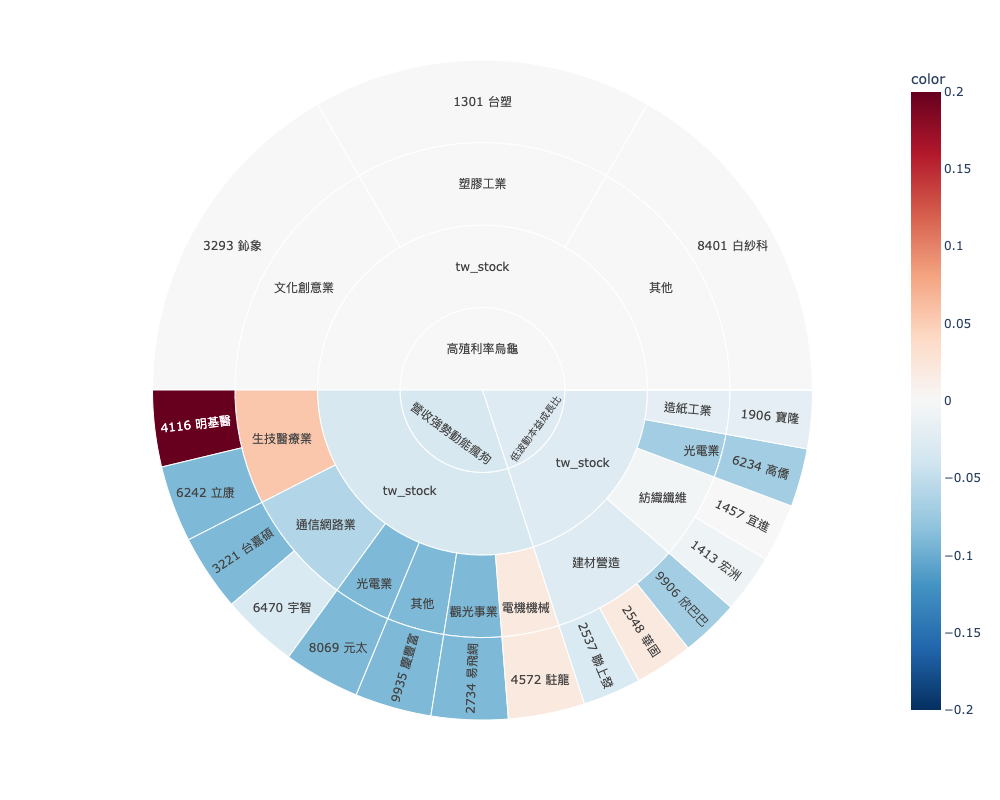 color
0.2
0.15
0.1
0.05
0
−0.05
−0.1
−0.15
−0.2
1301 台塑
塑膠工業
3293 鈊象
文化創意業
tw_stock
其他
8401 白紗科
高殖利率烏龜
營收強勢動能瘋狗
低波動本益成長比
tw_stock
tw_stock
4116 明基醫
生技醫療業
6242 立康
3221 台嘉碩
通信網路業
6470 宇智
光電業
8069 元太
其他
9935 慶豐富
觀光事業
2734 易飛網
電機機械
4572 駐龍
造紙工業
1906 寶隆
光電業
6234 高僑
紡織纖維
1457 宜進
1413 宏洲
建材營造
9906 欣巴巴
2548 華固
2537 聯上發